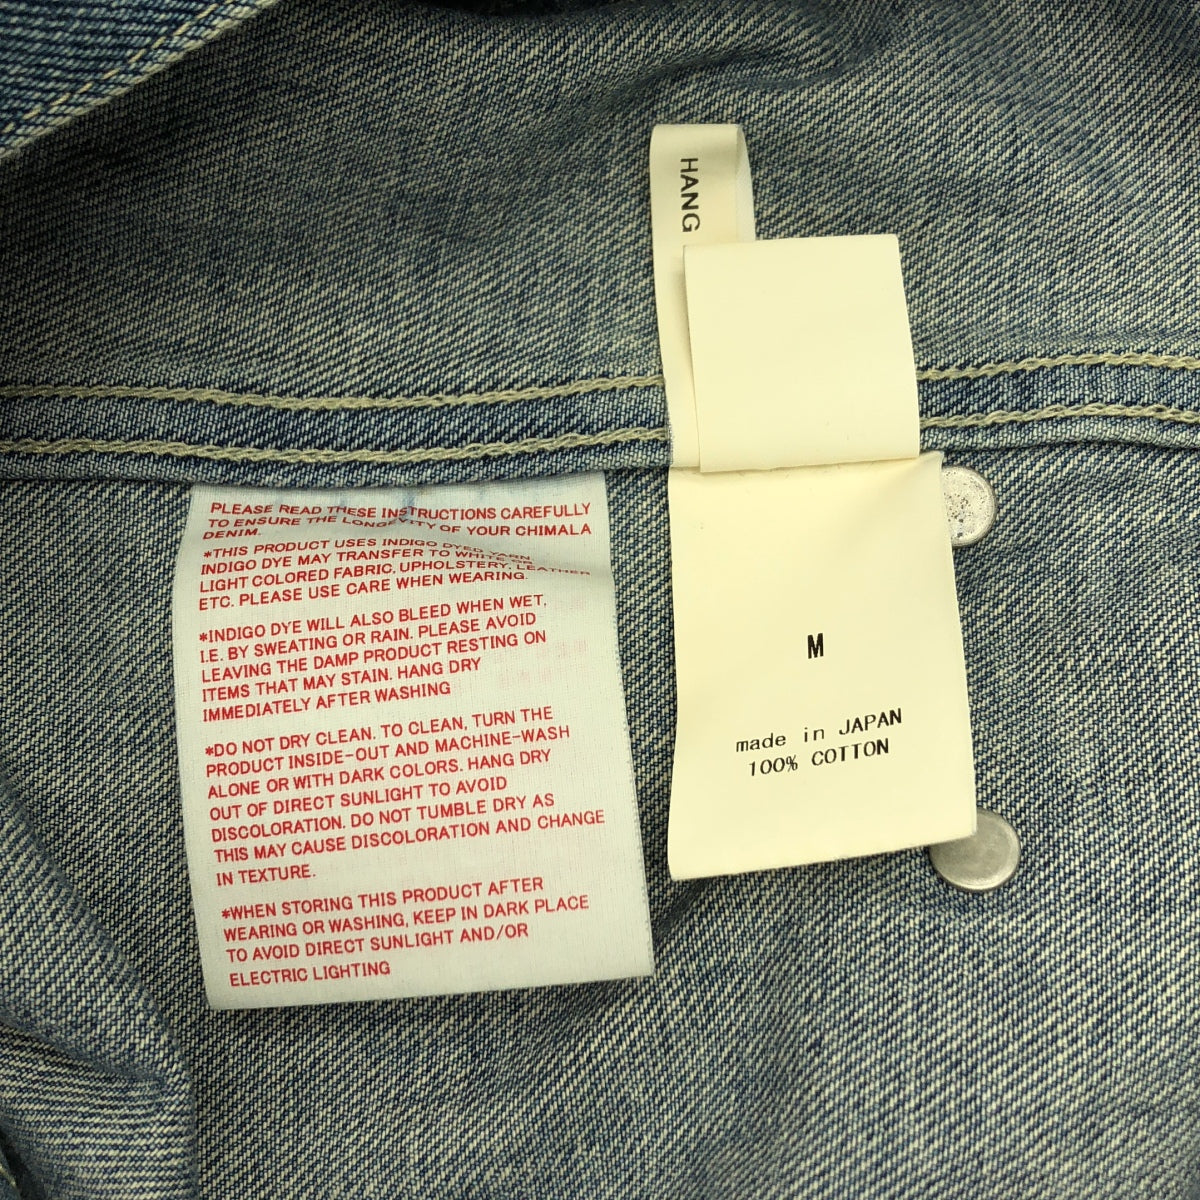 HANG
PLEASE READ THESE INSTRUCTIONS CAREFULLY
TO ENSURE THE LONGEVITY OF YOUR CHIMALA
DENIM.
*THIS PRODUCT USES INDIGO DYED YARN.
INDIGO DYE MAY TRANSFER TO WHITE OR
LIGHT COLORED FABRIC, UPHOLSTERY, LEATHER
ETC. PLEASE USE CARE WHEN WEARING.
*INDIGO DYE WILL ALSO BLEED WHEN WET,
I.E. BY SWEATING OR RAIN. PLEASE AVOID
LEAVING THE DAMP PRODUCT RESTING ON
ITEMS THAT MAY STAIN. HANG DRY
IMMEDIATELY AFTER WASHING
*DO NOT DRY CLEAN. TO CLEAN, TURN THE
PRODUCT INSIDE-OUT AND MACHINE-WASH
ALONE OR WITH DARK COLORS. HANG DRY
OUT OF DIRECT SUNLIGHT TO AVOID
DISCOLORATION. DO NOT TUMBLE DRY AS
THIS MAY CAUSE DISCOLORATION AND CHANGE
IN TEXTURE.
*WHEN STORING THIS PRODUCT AFTER
WEARING OR WASHING, KEEP IN DARK PLACE
TO AVOID DIRECT SUNLIGHT AND/OR
ELECTRIC LIGHTING
M
made in JAPAN
100% COTTON